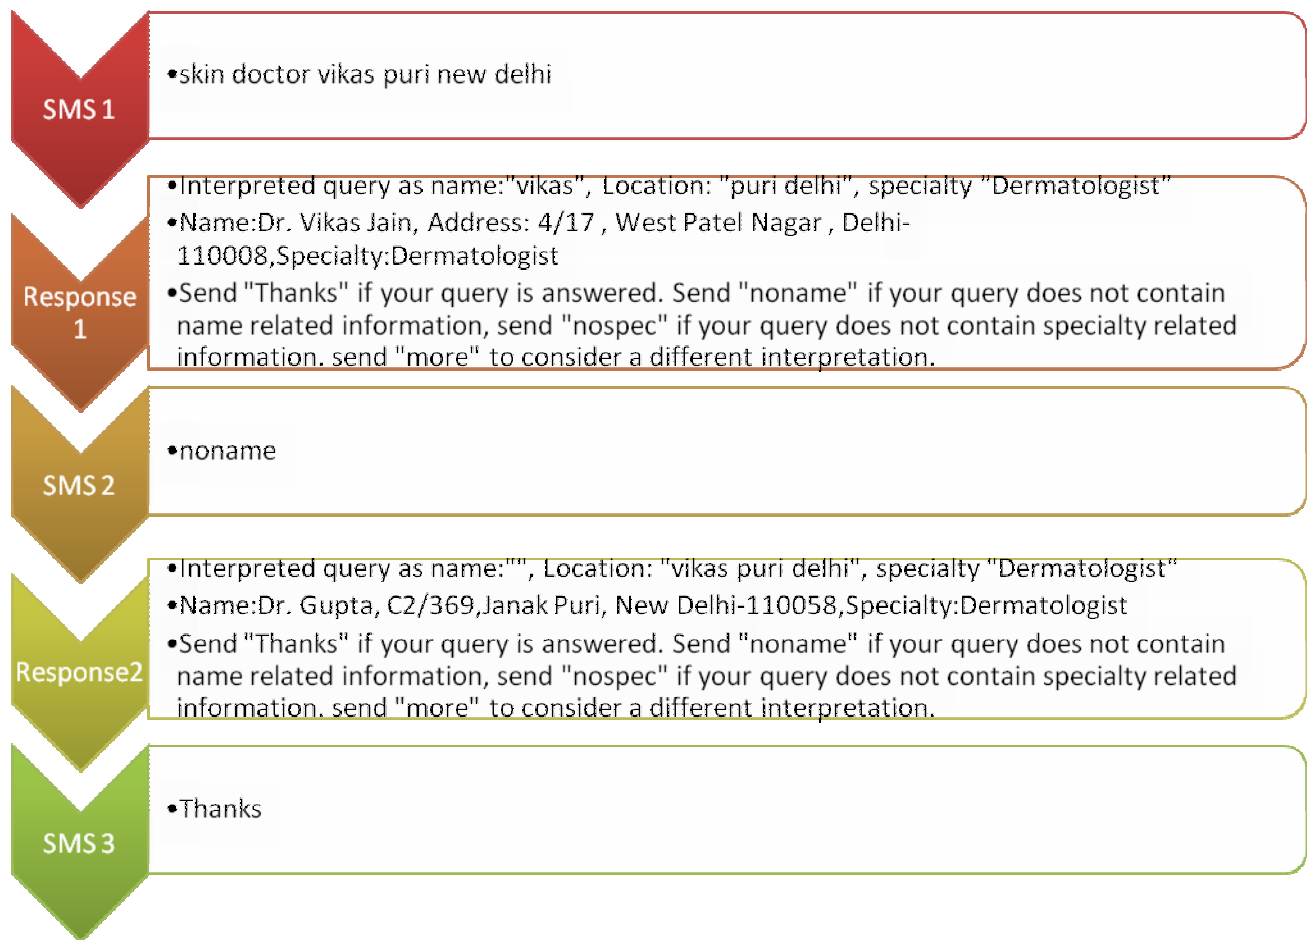 SMS 1
•skin doctor vikas puri new delhi
Response
1
•Interpreted query as name:"vikas", Location: "puri delhi", specialty "Dermatologist"
•Name:Dr. Vikas Jain, Address: 4/17 , West Patel Nagar , Delhi-
110008,Specialty:Dermatologist
•Send "Thanks" if your query is answered. Send "noname" if your query does not contain
name related information, send "nospec" if your query does not contain specialty related
information. send "more" to consider a different interpretation.
SMS 2
•noname
Response2
•Interpreted query as name:"", Location: "vikas puri delhi", specialty "Dermatologist"
•Name:Dr. Gupta, C2/369,Janak Puri, New Delhi-110058,Specialty:Dermatologist
•Send "Thanks" if your query is answered. Send "noname" if your query does not contain
name related information, send "nospec" if your query does not contain specialty related
information. send "more" to consider a different interpretation.
SMS 3
•Thanks